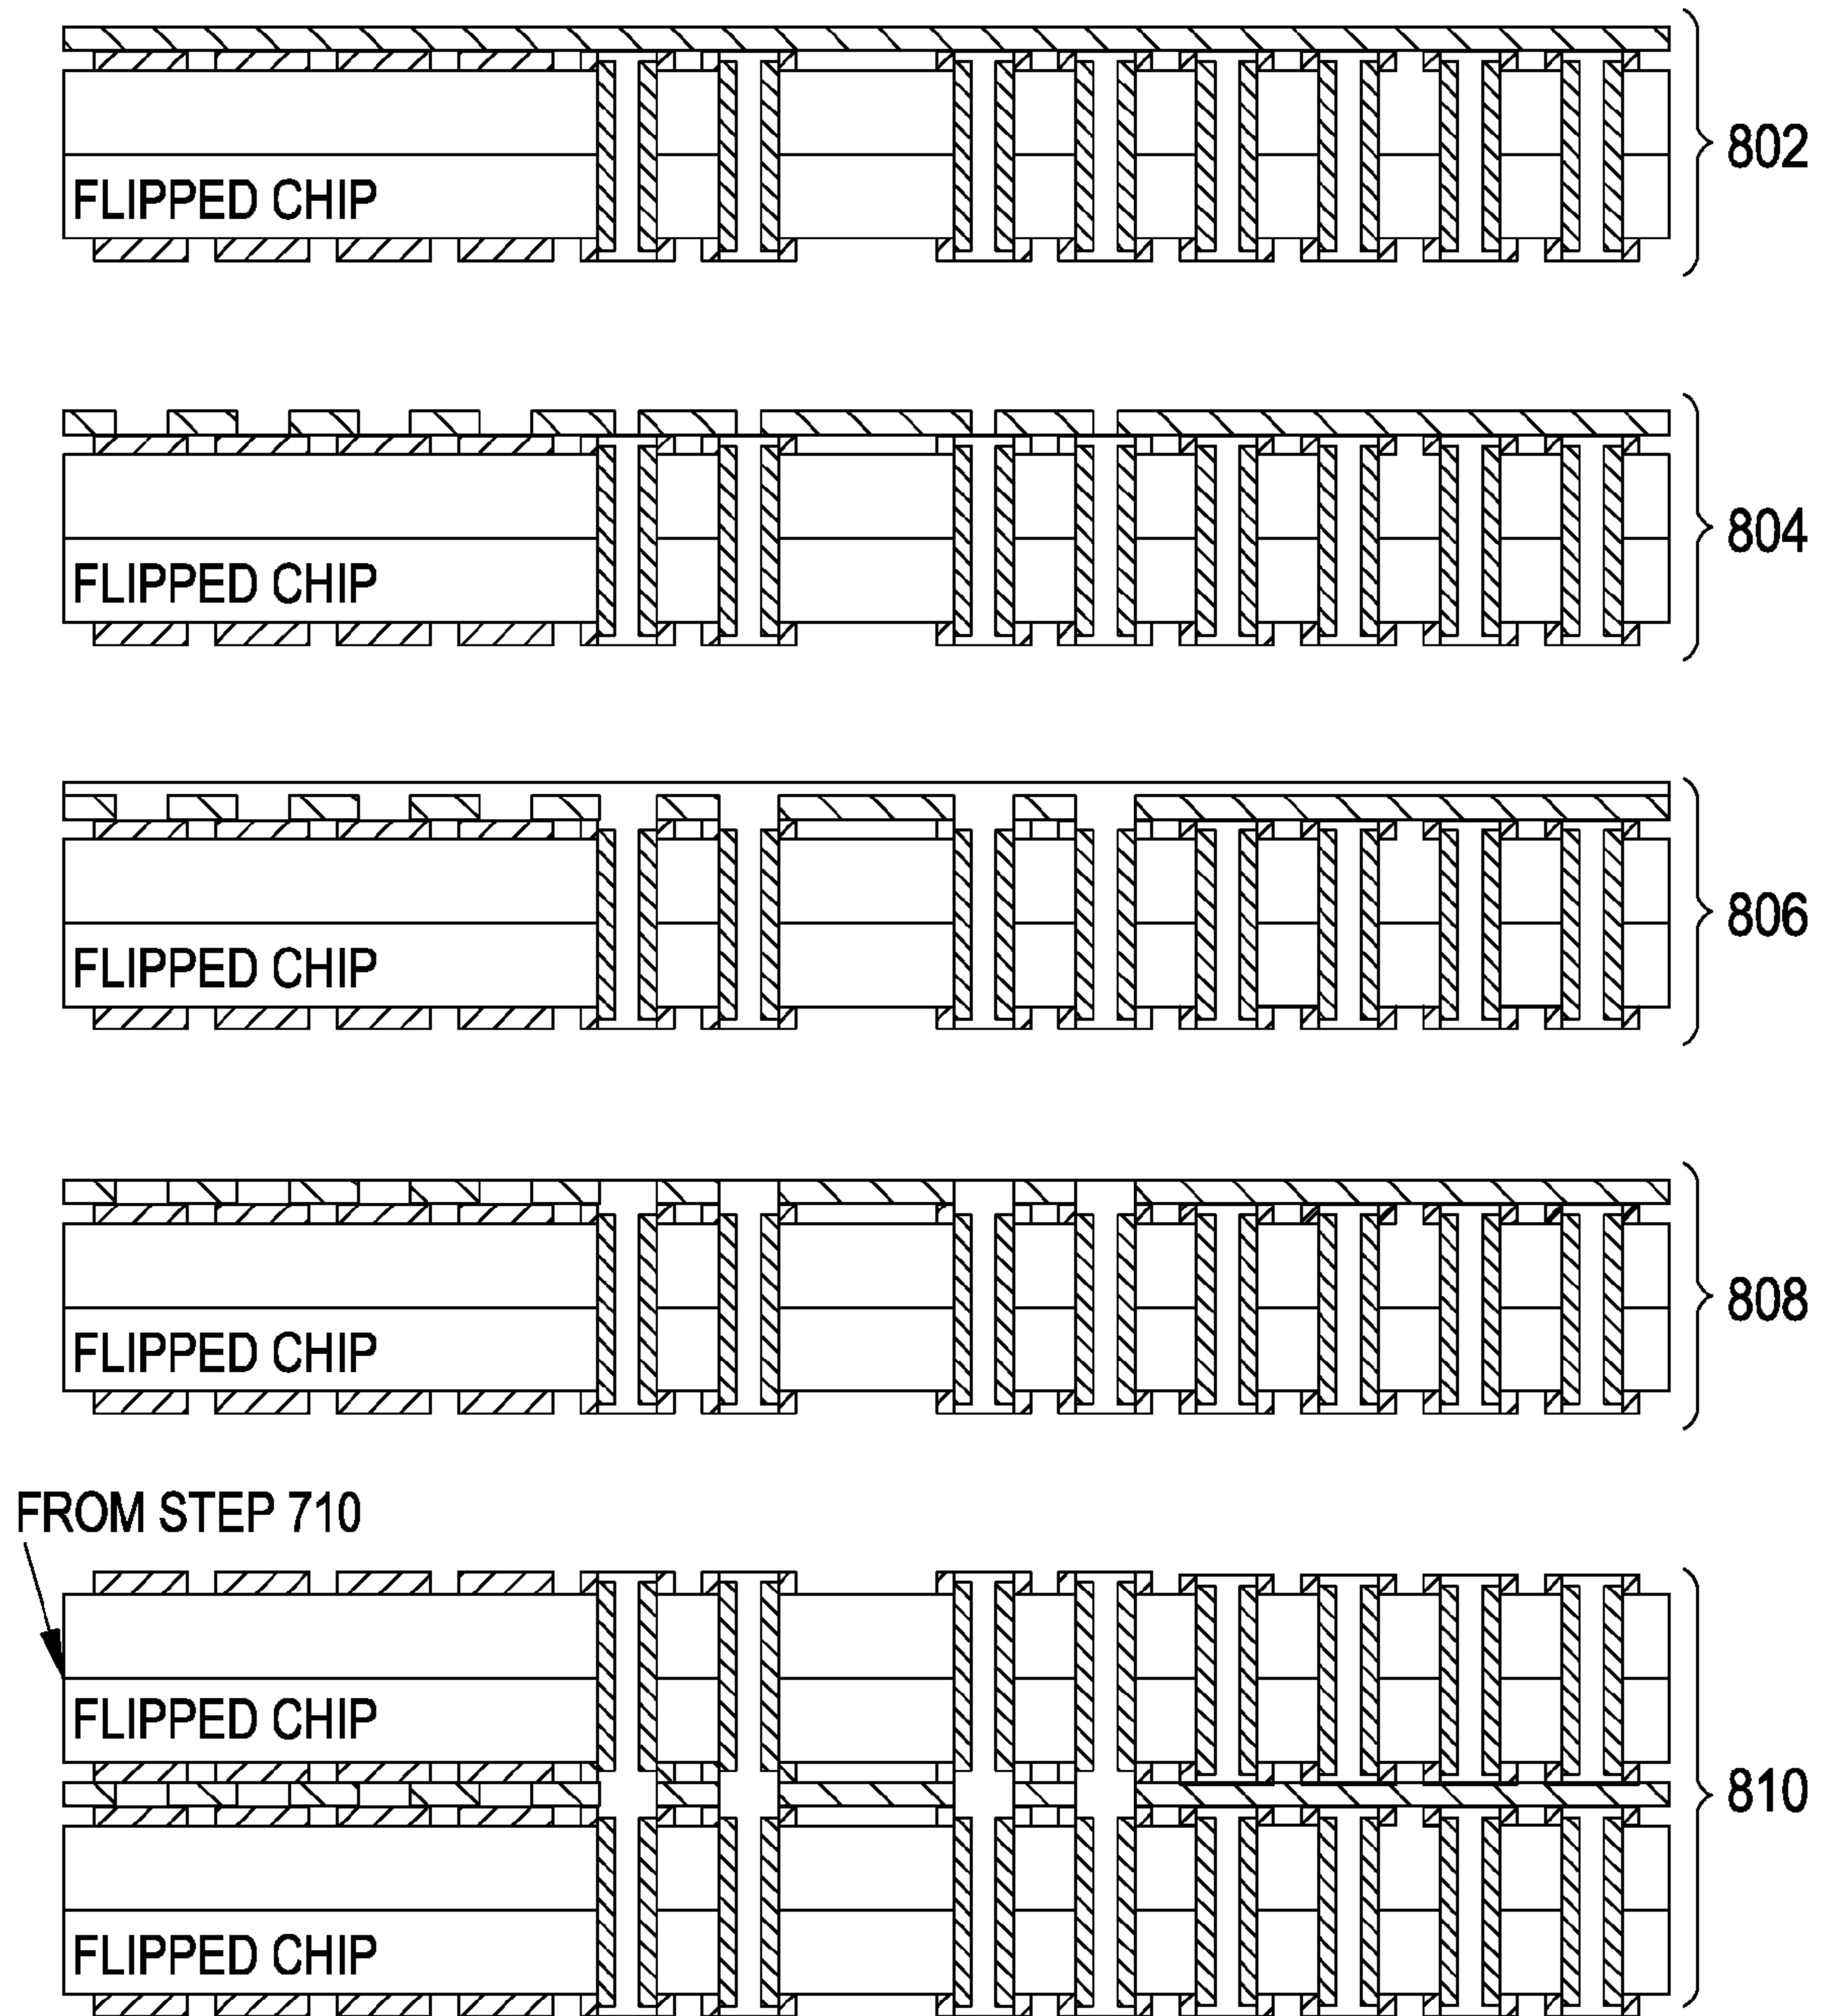 802
FLIPPED CHIP
804
FLIPPED CHIP
806
FLIPPED CHIP
808
FLIPPED CHIP
FROM STEP 710
FLIPPED CHIP
810
FLIPPED CHIP